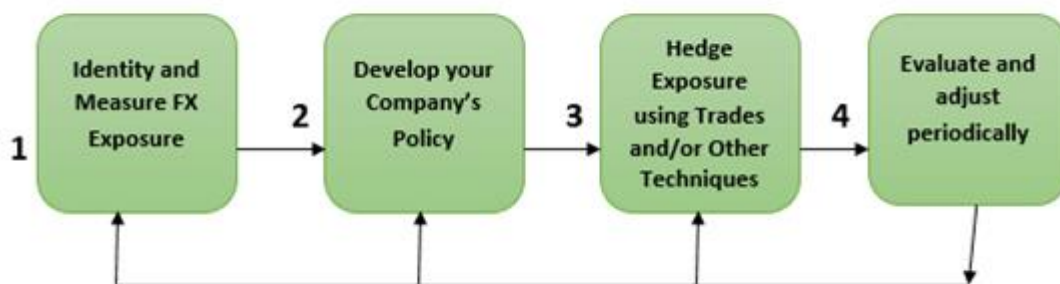 1
Identity and
Measure FX
Exposure
2
Develop your
Company's
Policy
3
Hedge
Exposure
using Trades
and/or Other
Techniques
4
Evaluate and
adjust
periodically